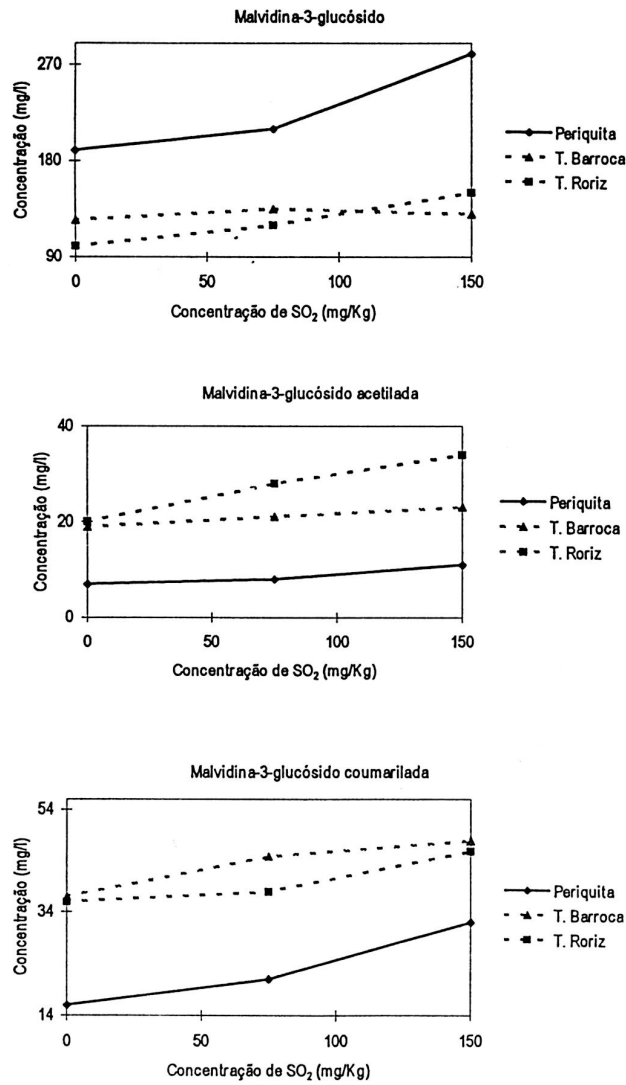 Malvidina-3-glucósido
Concentração (mg/l)
270
180
90
0
50
100
150
Concentração de SO₂ (mg/Kg)
Periquita
T. Barroca
T. Roriz
Malvidina-3-glucósido acetilada
Concentração (mg/l)
40
20
0
0
50
100
150
Concentração de SO₂ (mg/Kg)
Periquita
T. Barroca
T. Roriz
Malvidina-3-glucósido coumarilada
Concentração (mg/l)
54
34
14
0
50
100
150
Concentração de SO₂ (mg/Kg)
Periquita
T. Barroca
T. Roriz